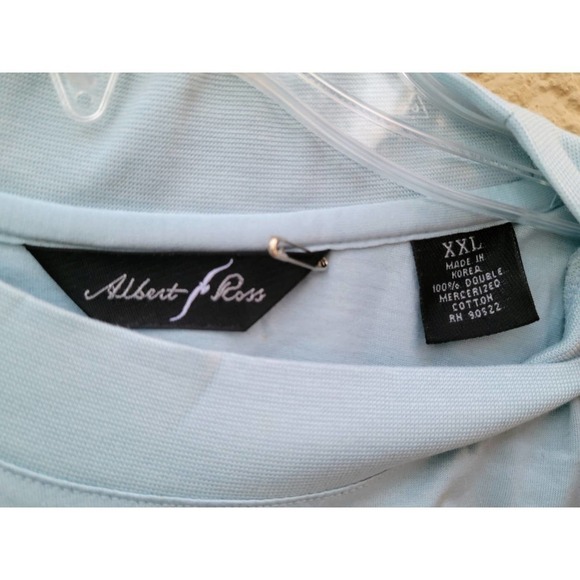 Albert Ross
XXL
MADE IN
KOREA
100% DOUBLE
MERCERIZED
COTTON
RN 90522